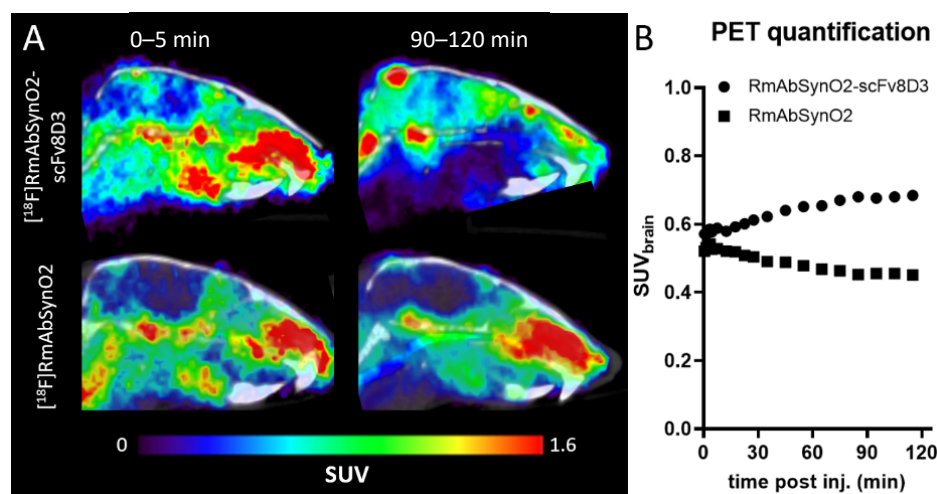 A
0–5 min
90–120 min
[¹⁸F]RmAbSynO2-
scFv8D3
[¹⁸F]RmAbSynO2
0
1.6
SUV
B
PET quantification
RmAbSynO2-scFv8D3
RmAbSynO2
SUVbrain
1.0
0.8
0.6
0.4
0.2
0.0
0 30 60 90 120
time post inj. (min)